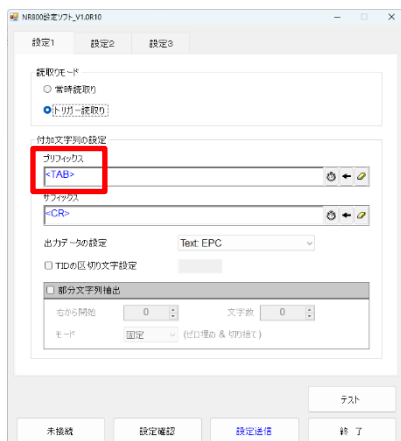 NR800設定ソフト_V1.0R10
設定1 設定2 設定3
読取りモード
常時読取り
トリガー読取り
付加文字列の設定
プリフィックス
<TAB>
サフィックス
<CR>
出力データの設定 Text: EPC
TIDの区切り文字設定
部分文字列抽出
右から開始 0 文字数 0
モード 固定 (ゼロ埋め & 切り捨て)
テスト
未接続 設定確認 設定送信 終 了